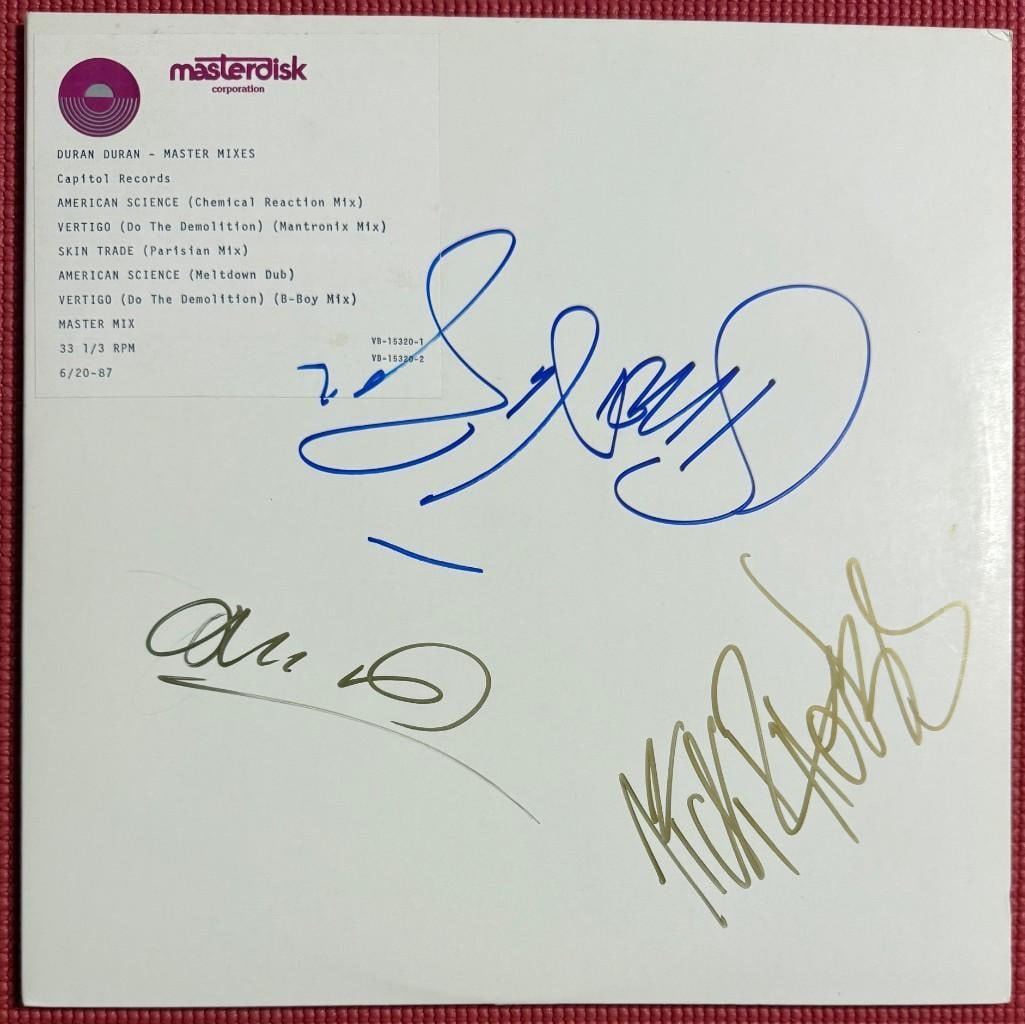 masterdisk
corporation
DURAN DURAN - MASTER MIXES
Capitol Records
AMERICAN SCIENCE (Chemical Reaction Mix)
VERTIGO (Do The Demolition) (Mantronix Mix)
SKIN TRADE (Parisian Mix)
AMERICAN SCIENCE (Meltdown Dub)
VERTIGO (Do The Demolition) (B-Boy Mix)
MASTER MIX
33 1/3 RPM
6/20-87
VB-15320-1
VB-15320-2
Nick Rhodes